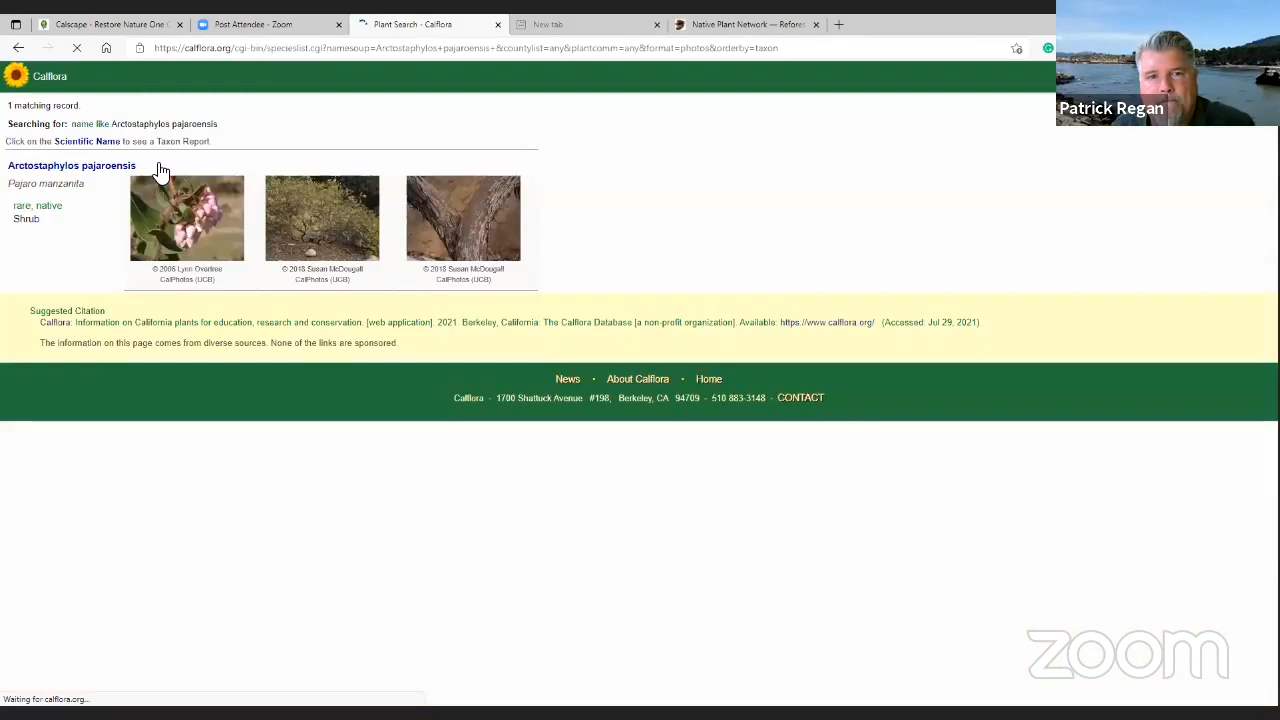 Calscape - Restore Nature One G
Post Attendee - Zoom
Plant Search - Calflora
New tab
Native Plant Network — Refores
https://calflora.org/cgi-bin/specieslist.cgi?namesoup=Arctostaphylos+pajaroensis+&countylist=any&plantcomm=any&format=photos&orderby=taxon
Calflora
1 matching record.
Searching for: name like Arctostaphylos pajaroensis
Click on the Scientific Name to see a Taxon Report.
Arctostaphylos pajaroensis
Pajaro manzanita
rare, native
Shrub
© 2006 Lynn Overtree
CalPhotos (UCB)
© 2018 Susan McDougall
CalPhotos (UCB)
© 2018 Susan McDougall
CalPhotos (UCB)
Suggested Citation
Calflora: Information on California plants for education, research and conservation. [web application]. 2021. Berkeley, California: The Calflora Database [a non-profit organization]. Available: https://www.calflora.org/ (Accessed: Jul 29, 2021)
The information on this page comes from diverse sources. None of the links are sponsored.
News · About Calflora · Home
Calflora - 1700 Shattuck Avenue #198, Berkeley, CA 94709 - 510 883-3148 - CONTACT
Waiting for calflora.org...
Patrick Regan
zoom